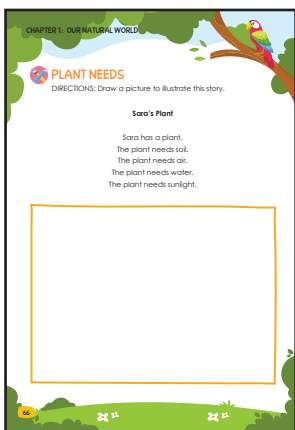 CHAPTER 1: OUR NATURAL WORLD
PLANT NEEDS
DIRECTIONS: Draw a picture to illustrate this story.
Sara's Plant
Sara has a plant.
The plant needs soil.
The plant needs air.
The plant needs water.
The plant needs sunlight.
66